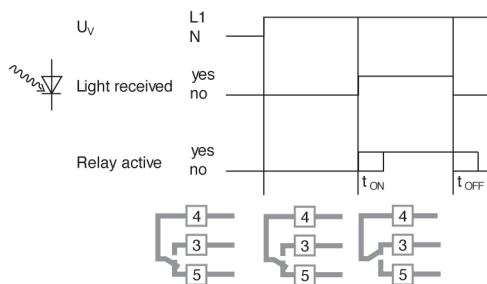 U_V L1
N
Light received yes
no
Relay active yes
no
t_ON t_OFF
4 4 4
3 3 3
5 5 5